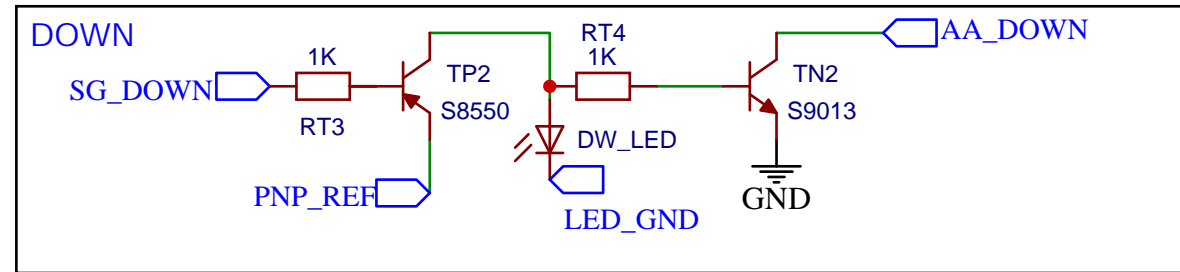 DOWN
AA_DOWN
RT4
1K
1K
SG_DOWN
TP2
TN2
S8550
S9013
RT3
DW_LED
PNP_REF
GND
LED_GND